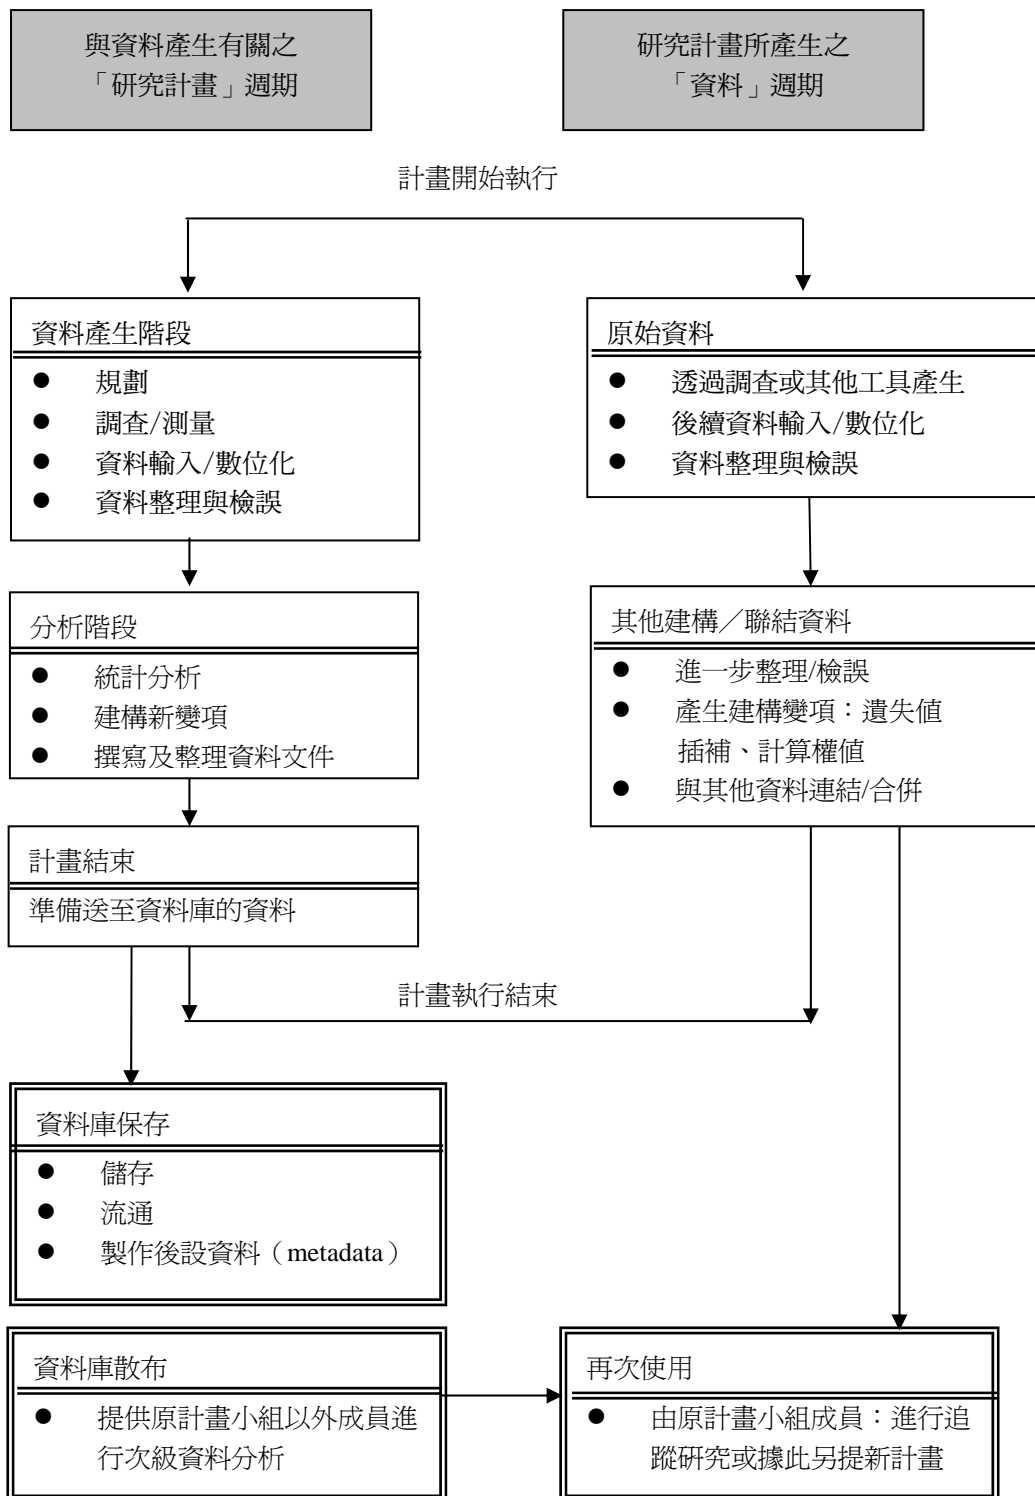 與資料產生有關之
「研究計畫」週期
研究計畫所產生之
「資料」週期
計畫開始執行
資料產生階段
● 規劃
● 調查/測量
● 資料輸入/數位化
● 資料整理與檢誤
原始資料
● 透過調查或其他工具產生
● 後續資料輸入/數位化
● 資料整理與檢誤
分析階段
● 統計分析
● 建構新變項
● 撰寫及整理資料文件
其他建構／聯結資料
● 進一步整理/檢誤
● 產生建構變項：遺失值
插補、計算權值
● 與其他資料連結/合併
計畫結束
準備送至資料庫的資料
計畫執行結束
資料庫保存
● 儲存
● 流通
● 製作後設資料（metadata）
資料庫散布
● 提供原計畫小組以外成員進
行次級資料分析
再次使用
● 由原計畫小組成員：進行追
蹤研究或據此另提新計畫